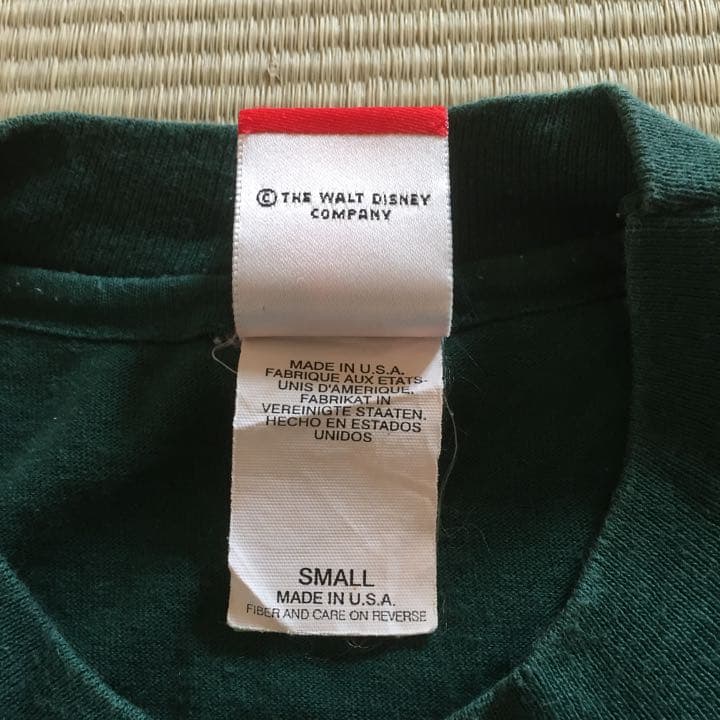 © THE WALT DISNEY
COMPANY
MADE IN U.S.A.
FABRIQUE AUX ETATS-
UNIS D'AMERIQUE.
FABRIKAT IN
VEREINIGTE STAATEN.
HECHO EN ESTADOS
UNIDOS
SMALL
MADE IN U.S.A.
FIBER AND CARE ON REVERSE